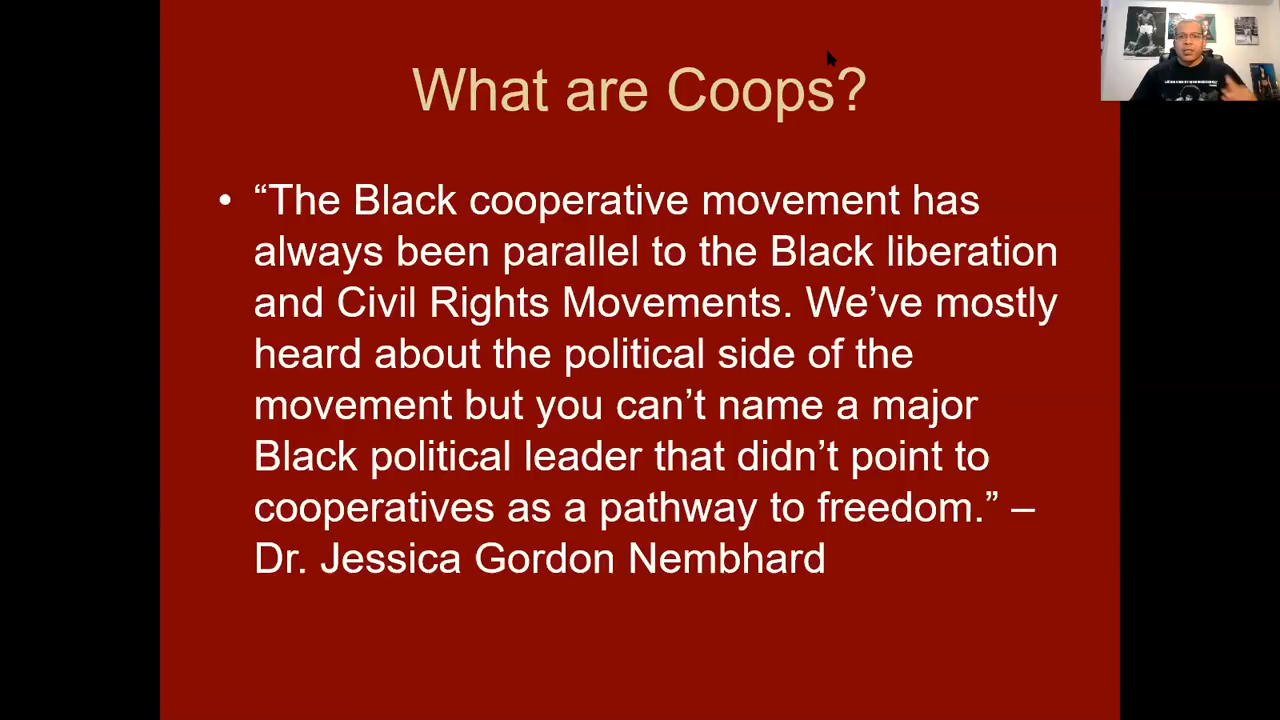 What are Coops?
• “The Black cooperative movement has
always been parallel to the Black liberation
and Civil Rights Movements. We’ve mostly
heard about the political side of the
movement but you can’t name a major
Black political leader that didn’t point to
cooperatives as a pathway to freedom.” –
Dr. Jessica Gordon Nembhard